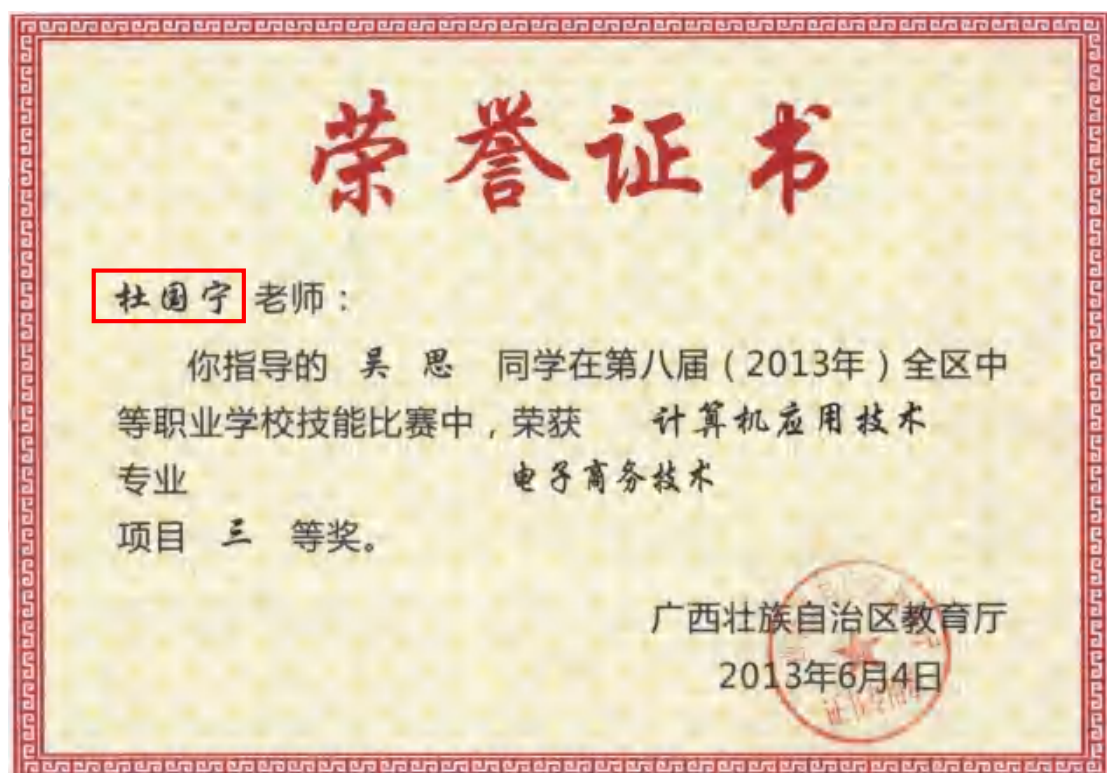 荣誉证书
杜国宁 老师：
你指导的 吴思 同学在第八届（2013年）全区中
等职业学校技能比赛中，荣获 计算机应用技术
专业 电子商务技术
项目 三 等奖。
广西壮族自治区教育厅
2013年6月4日